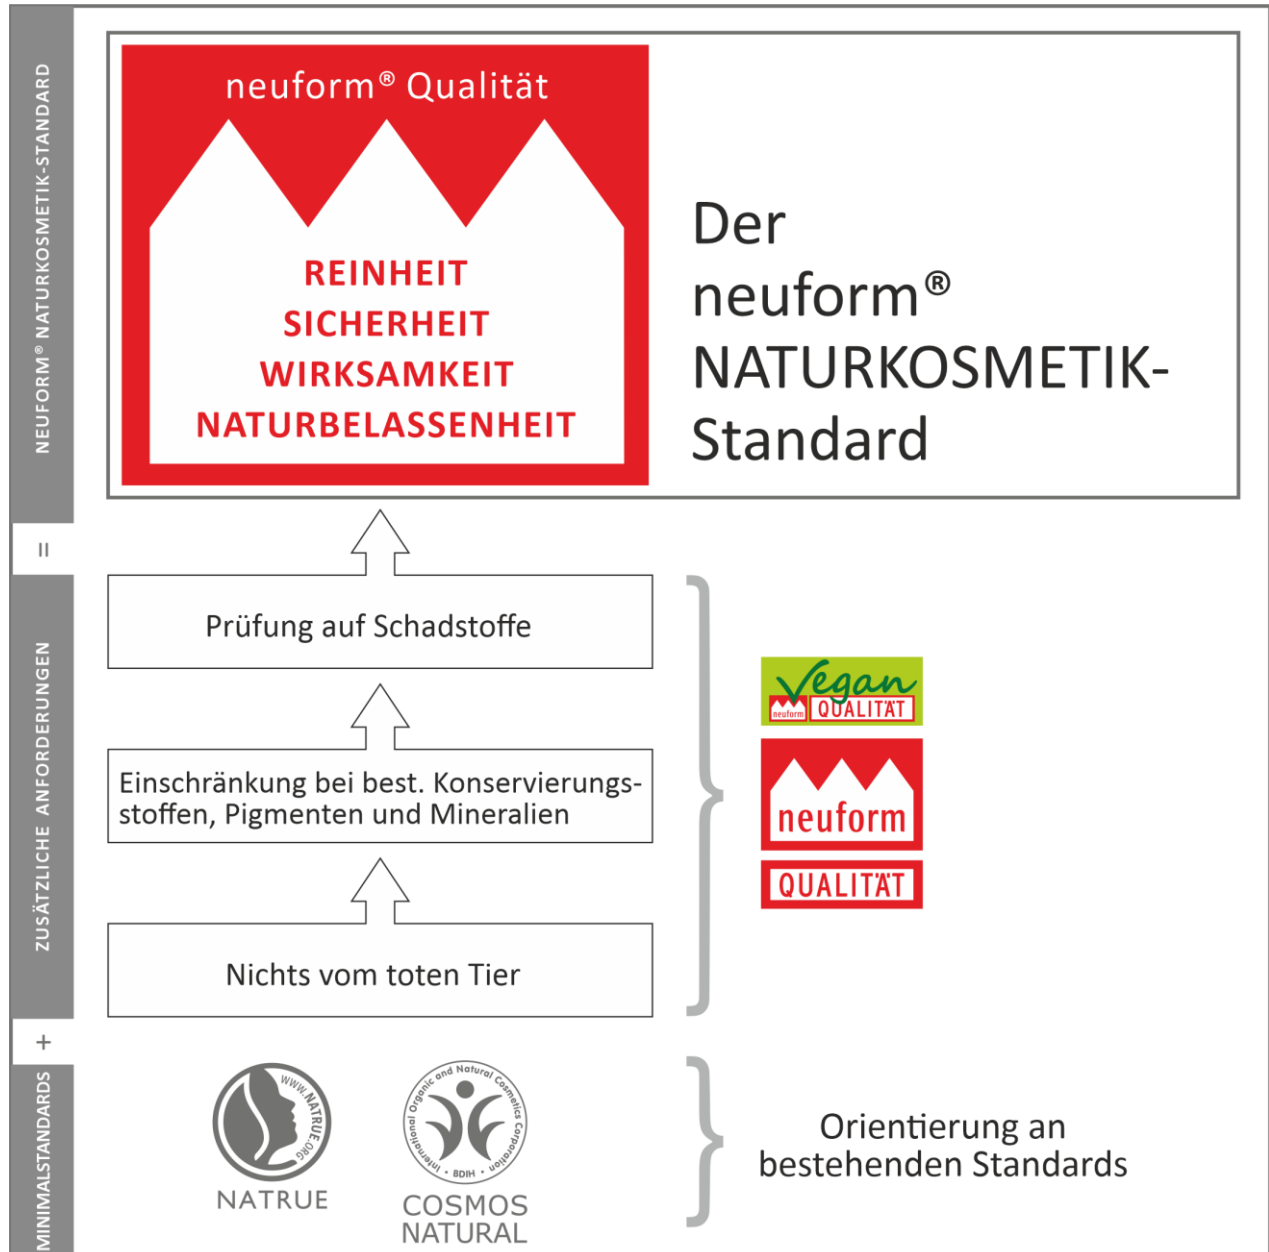 NEUFORM® NATURKOSMETIK-STANDARD
neuform® Qualität
REINHEIT
SICHERHEIT
WIRKSAMKEIT
NATURBELASSENHEIT
Der
neuform®
NATURKOSMETIK-
Standard
=
ZUSÄTZLICHE ANFORDERUNGEN
Prüfung auf Schadstoffe
Einschränkung bei best. Konservierungs-
stoffen, Pigmenten und Mineralien
Nichts vom toten Tier
Vegan
neuform QUALITÄT
neuform
QUALITÄT
+
MINIMALSTANDARDS
WWW.NATRUE.ORG
NATRUE
International Organic and Natural Cosmetics Corporation
• BDIH •
COSMOS
NATURAL
Orientierung an
bestehenden Standards